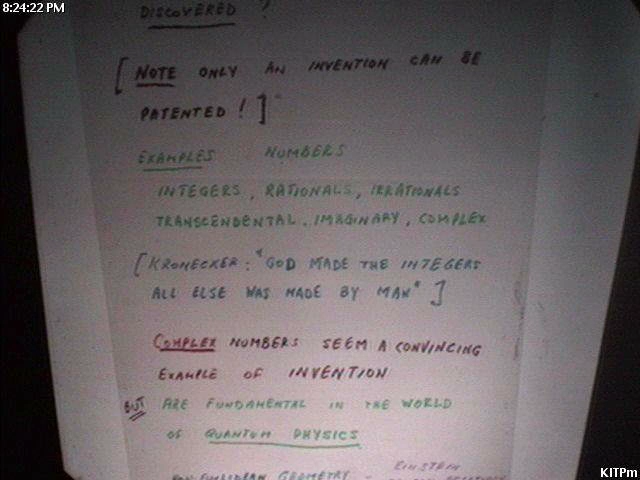 8:24:22 PM
DISCOVERED ?
[ NOTE ONLY AN INVENTION CAN BE
PATENTED ! ]
EXAMPLES NUMBERS
INTEGERS , RATIONALS , IRRATIONALS
TRANSCENDENTAL . IMAGINARY , COMPLEX
[ KRONECKER : "GOD MADE THE INTEGERS
ALL ELSE WAS MADE BY MAN" ]
COMPLEX NUMBERS SEEM A CONVINCING
EXAMPLE OF INVENTION
BUT ARE FUNDAMENTAL IN THE WORLD
OF QUANTUM PHYSICS
GEOMETRY - EINSTEIN
KITPm